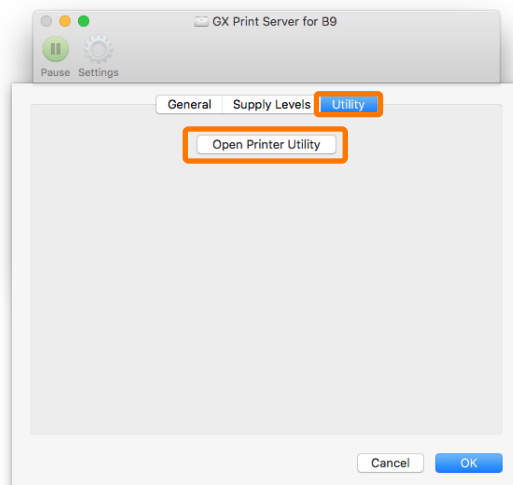 GX Print Server for B9
Pause Settings
General Supply Levels Utility
Open Printer Utility
Cancel OK